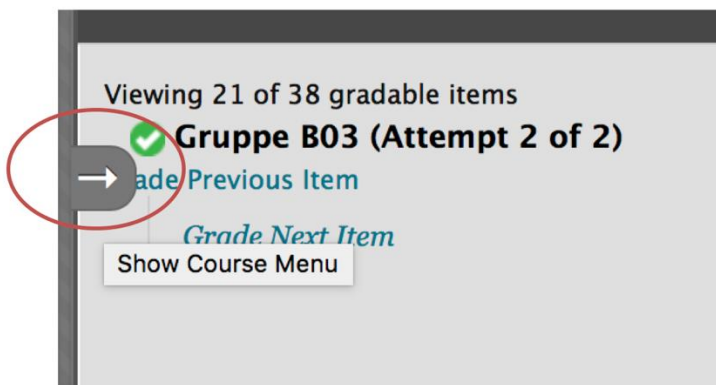 Viewing 21 of 38 gradable items
Gruppe B03 (Attempt 2 of 2)
ade Previous Item
Grade Next Item
Show Course Menu